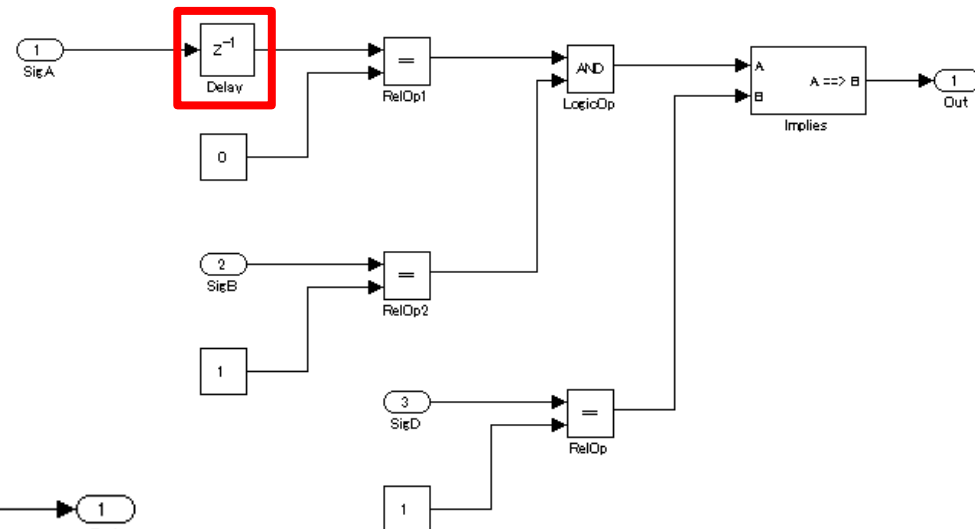 1
SigA
z⁻¹
Delay
=
RelOp1
0
AND
LogicOp
A
B
A ==> B
Implies
1
Out
2
SigB
=
RelOp2
1
3
SigD
=
RelOp
1
1